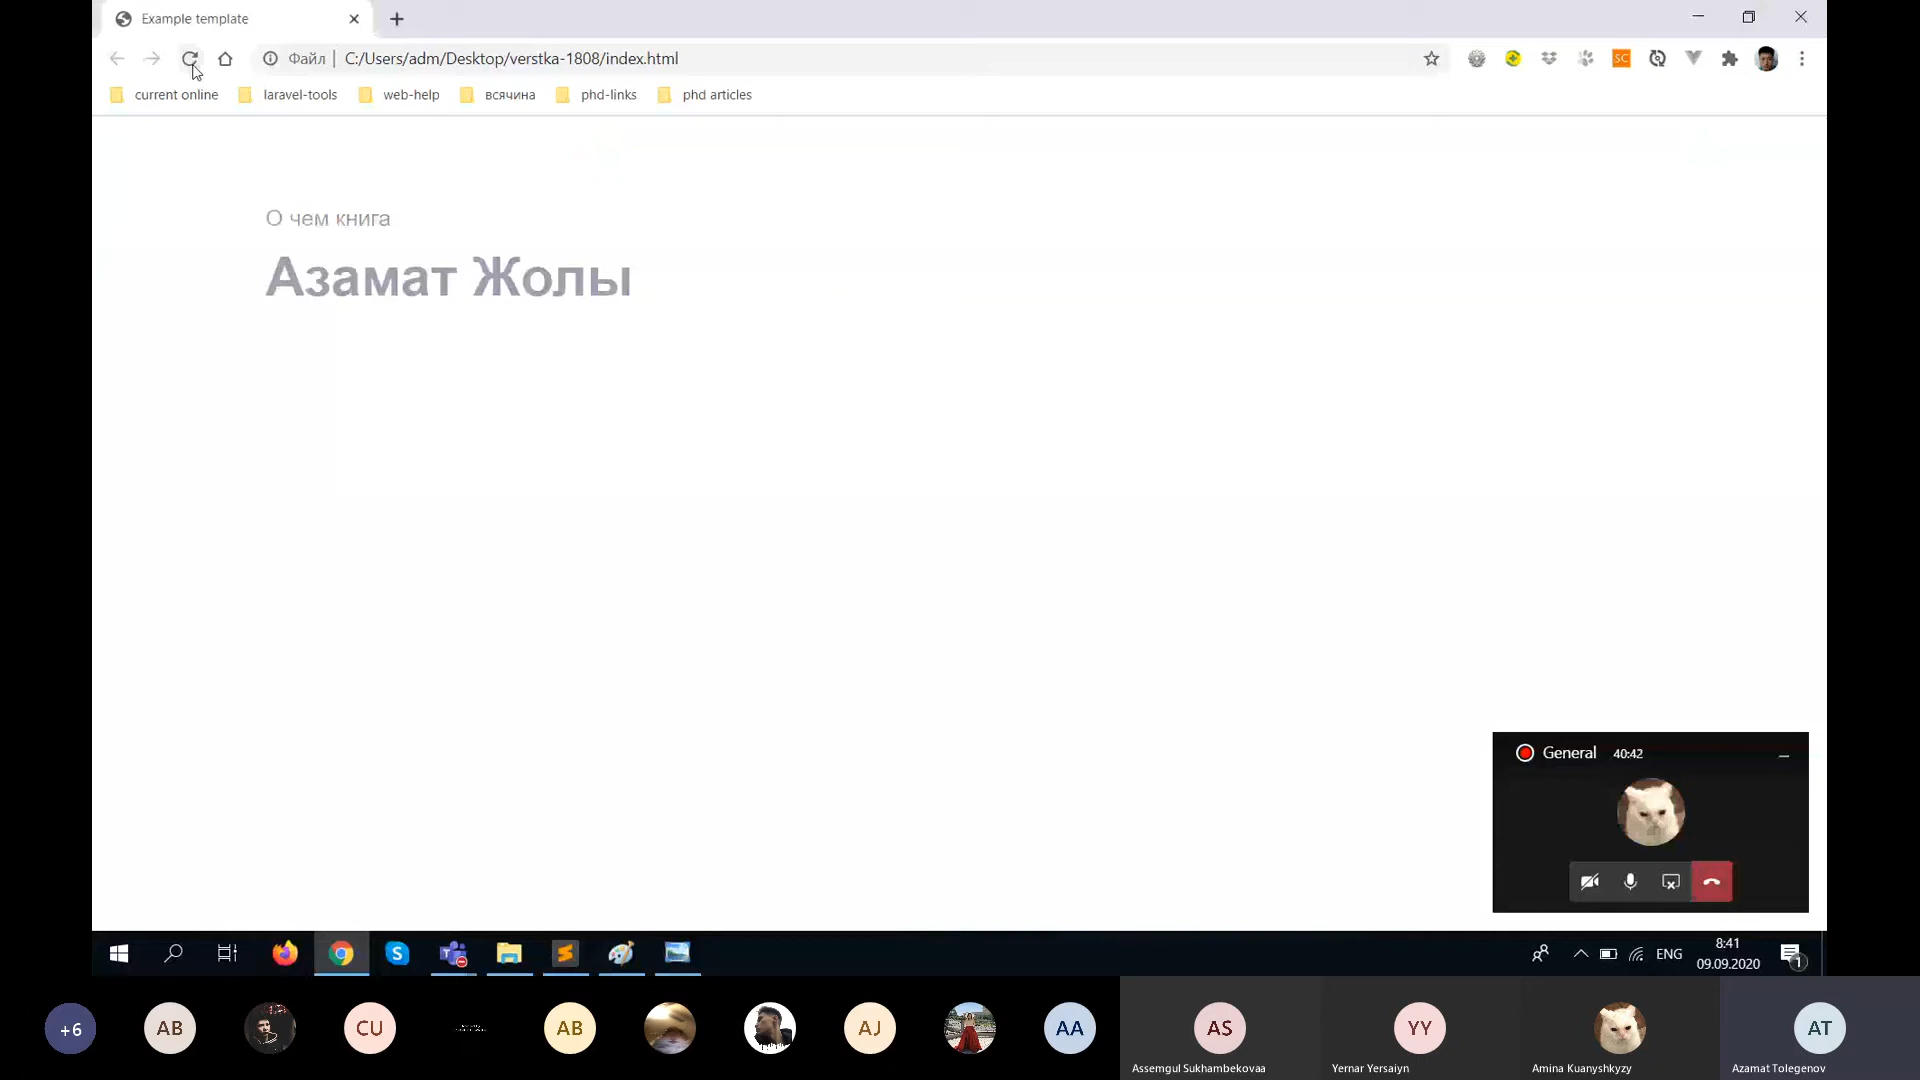 Example template
Файл | C:/Users/adm/Desktop/verstka-1808/index.html
SC
current online
laravel-tools
web-help
всячина
phd-links
phd articles
О чем книга
Азамат Жолы
General 40:42
ENG
8:41
09.09.2020
1
+6
AB
CU
AB
AJ
AA
AS
YY
AT
Assemgul Sukhambekovaa
Yernar Yersaiyn
Amina Kuanyshkyzy
Azamat Tolegenov